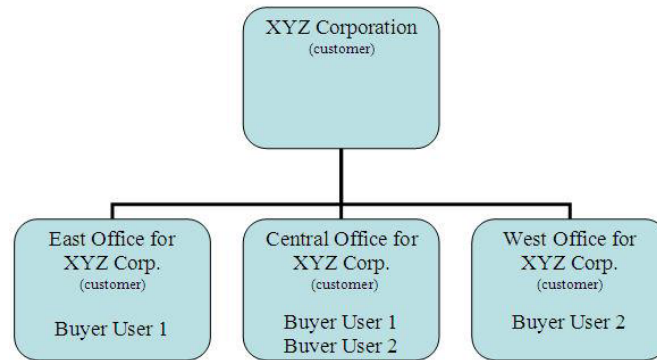 XYZ Corporation
(customer)
East Office for
XYZ Corp.
(customer)
Buyer User 1
Central Office for
XYZ Corp.
(customer)
Buyer User 1
Buyer User 2
West Office for
XYZ Corp.
(customer)
Buyer User 2